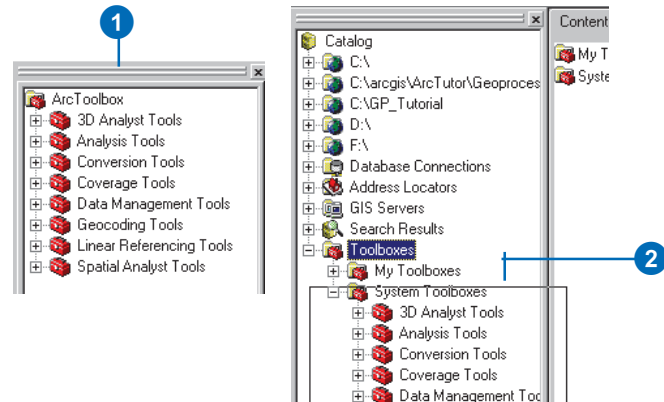 1
ArcToolbox
3D Analyst Tools
Analysis Tools
Conversion Tools
Coverage Tools
Data Management Tools
Geocoding Tools
Linear Referencing Tools
Spatial Analyst Tools
Catalog
C:\
C:\arcgis\ArcTutor\Geoproces
C:\GP_Tutorial
D:\
F:\
Database Connections
Address Locators
GIS Servers
Search Results
Toolboxes
My Toolboxes
System Toolboxes
3D Analyst Tools
Analysis Tools
Conversion Tools
Coverage Tools
Data Management Too
Content
My T
Syste
2